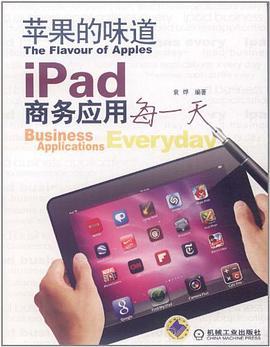 苹果的味道
The Flavour of Apples
iPad
袁烨 编著
商务应用每一天
Business
Applications
Everyday
机械工业出版社
CHINA MACHINE PRESS